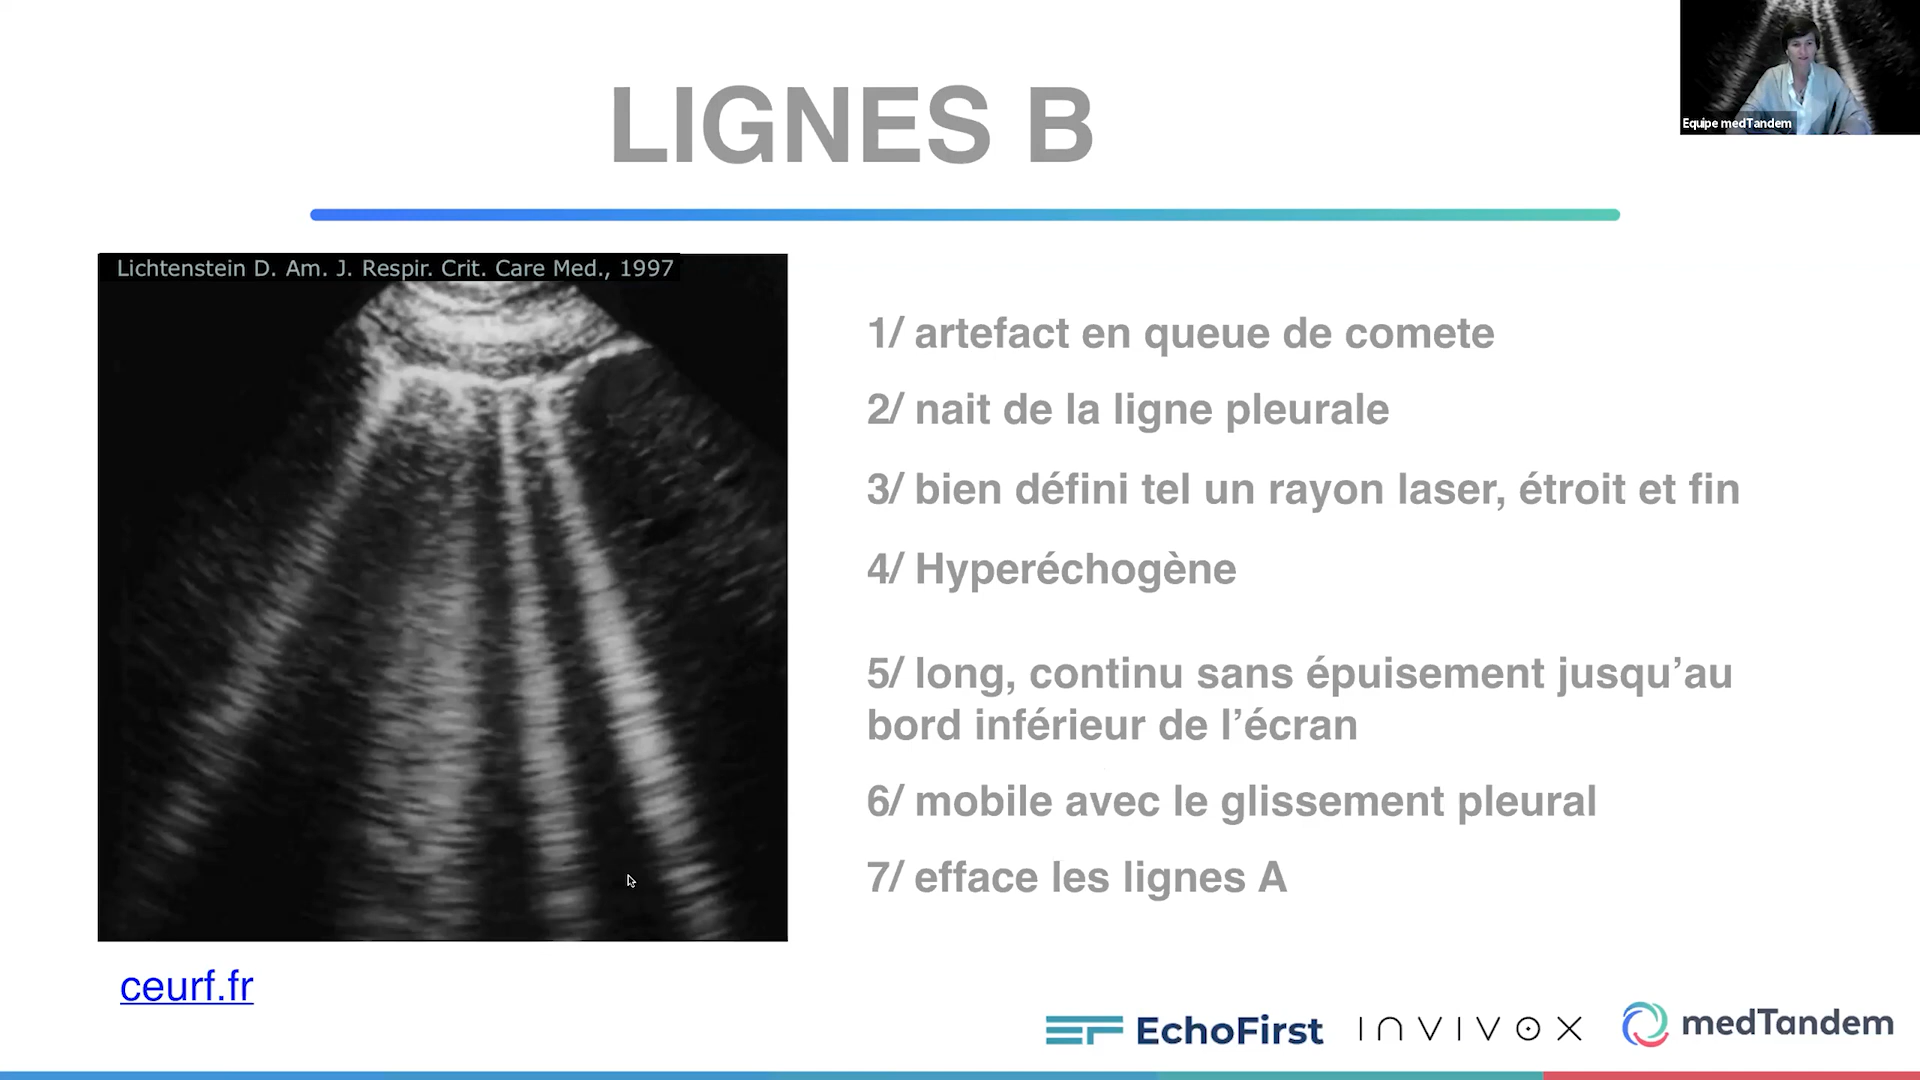 LIGNES B
Equipe medTandem
Lichtenstein D. Am. J. Respir. Crit. Care Med., 1997
1/ artefact en queue de comete
2/ nait de la ligne pleurale
3/ bien défini tel un rayon laser, étroit et fin
4/ Hyperéchogène
5/ long, continu sans épuisement jusqu’au
bord inférieur de l’écran
6/ mobile avec le glissement pleural
7/ efface les lignes A
ceurf.fr
EchoFirst
INVIVOX
medTandem